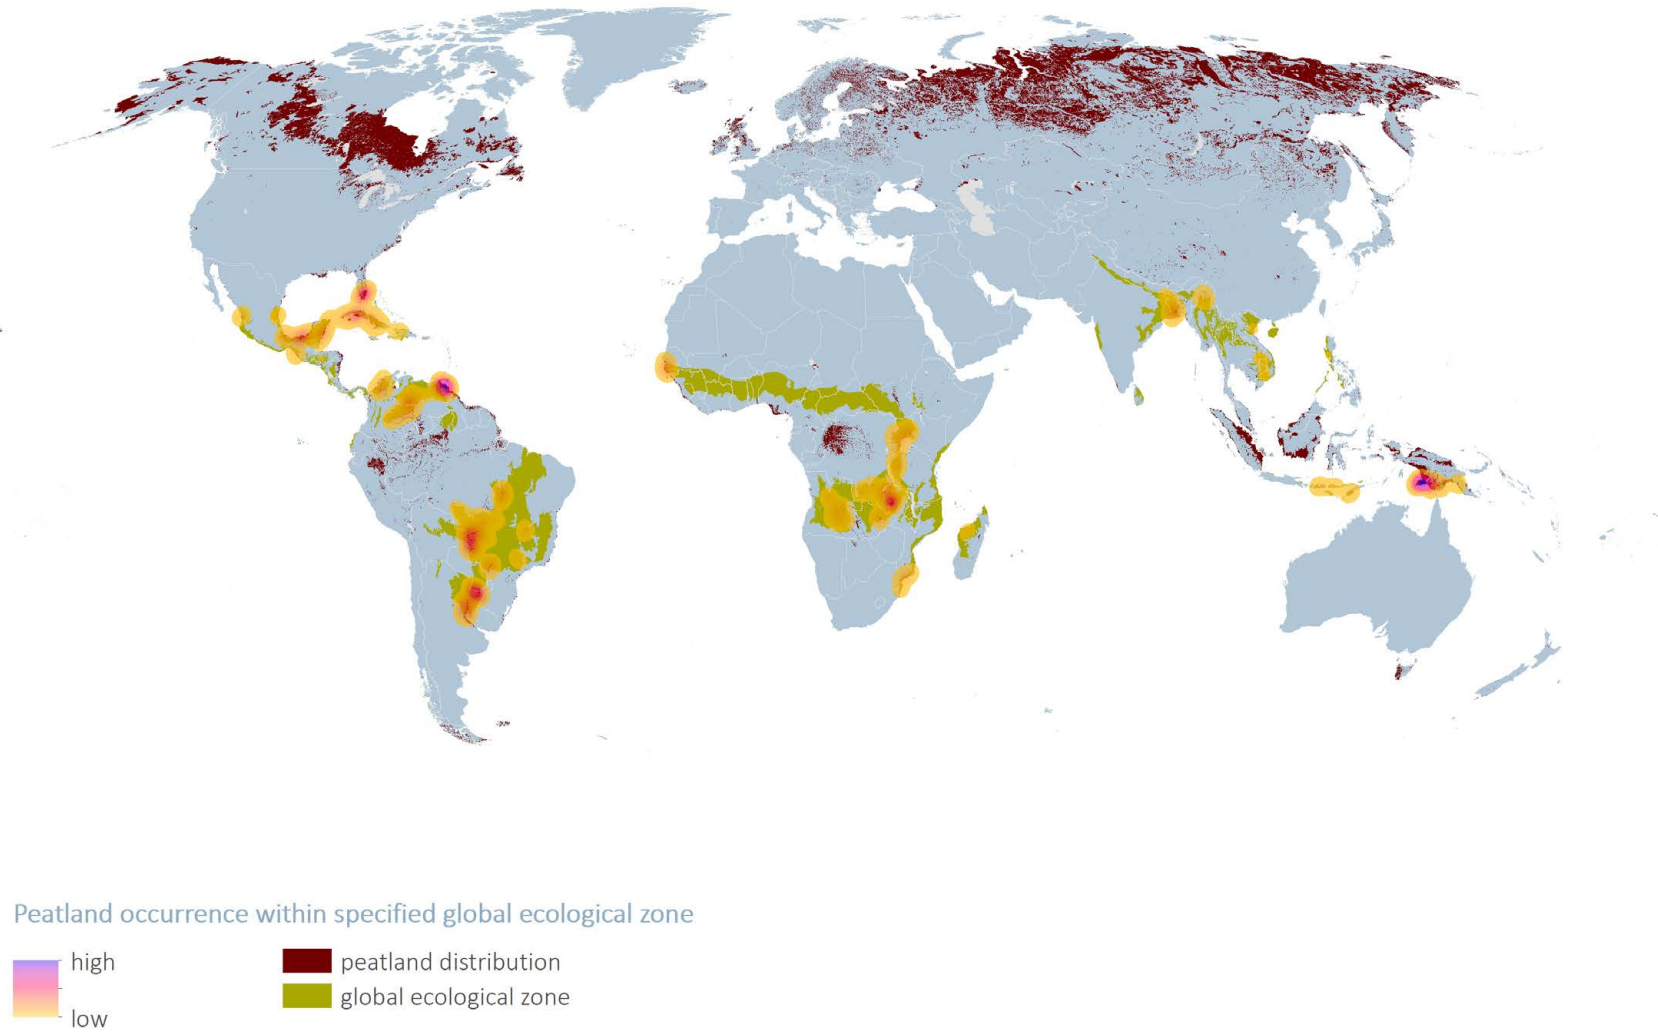 Peatland occurrence within specified global ecological zone
high
peatland distribution
global ecological zone
low